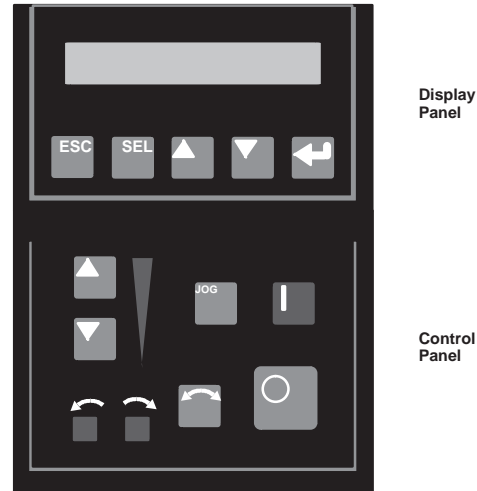 Display
Panel
ESC SEL
JOG
Control
Panel